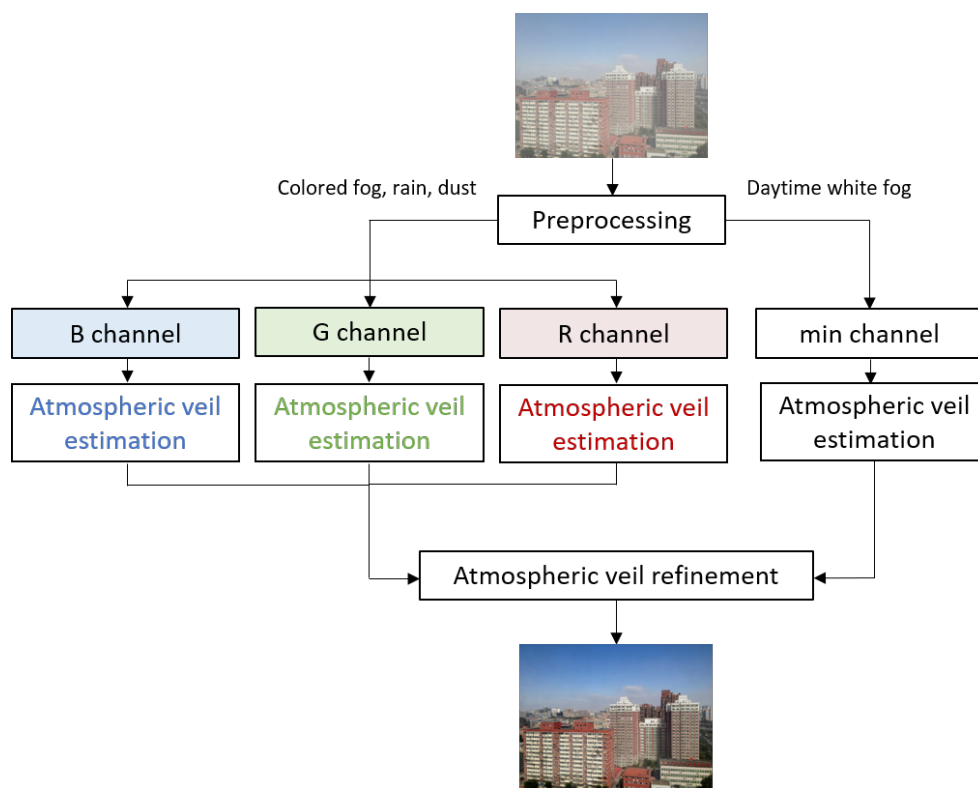 Colored fog, rain, dust
Daytime white fog
Preprocessing
B channel
G channel
R channel
min channel
Atmospheric veil
estimation
Atmospheric veil
estimation
Atmospheric veil
estimation
Atmospheric veil
estimation
Atmospheric veil refinement